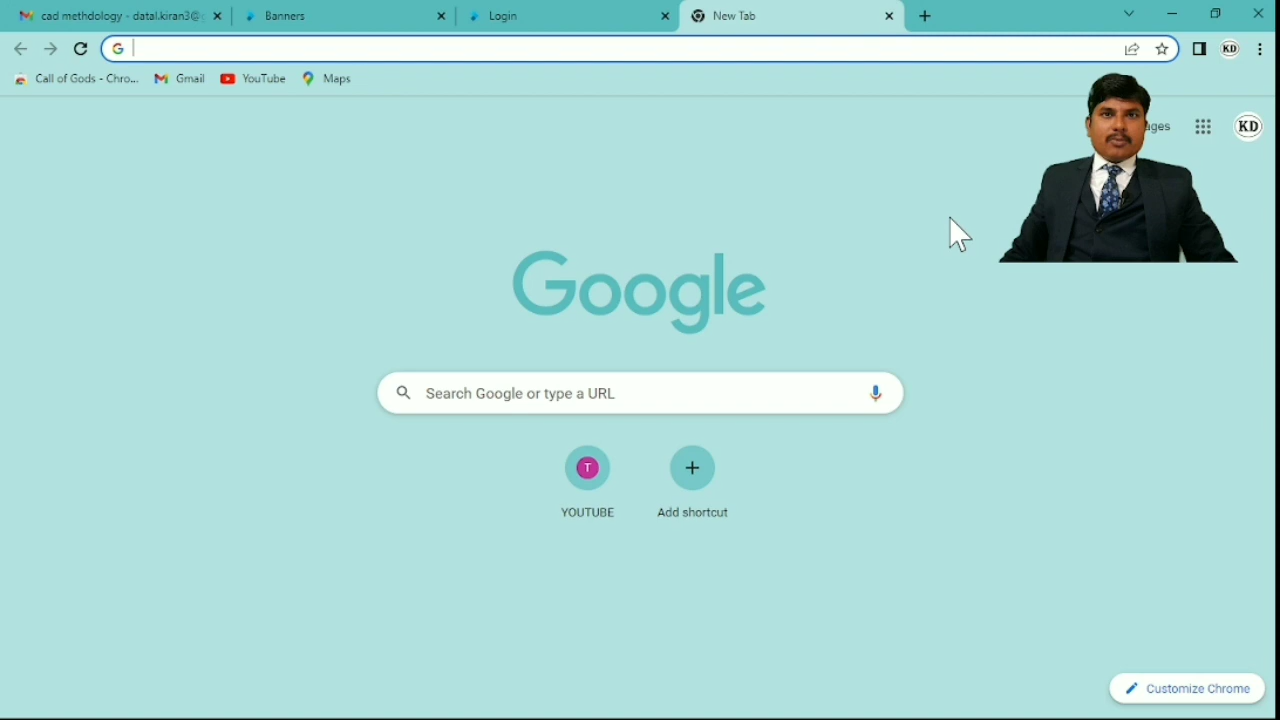 cad methdology - datal.kiran3@g
Banners
Login
New Tab
KD
Call of Gods - Chro...
Gmail
YouTube
Maps
ages
KD
Google
Search Google or type a URL
T
YOUTUBE
Add shortcut
Customize Chrome